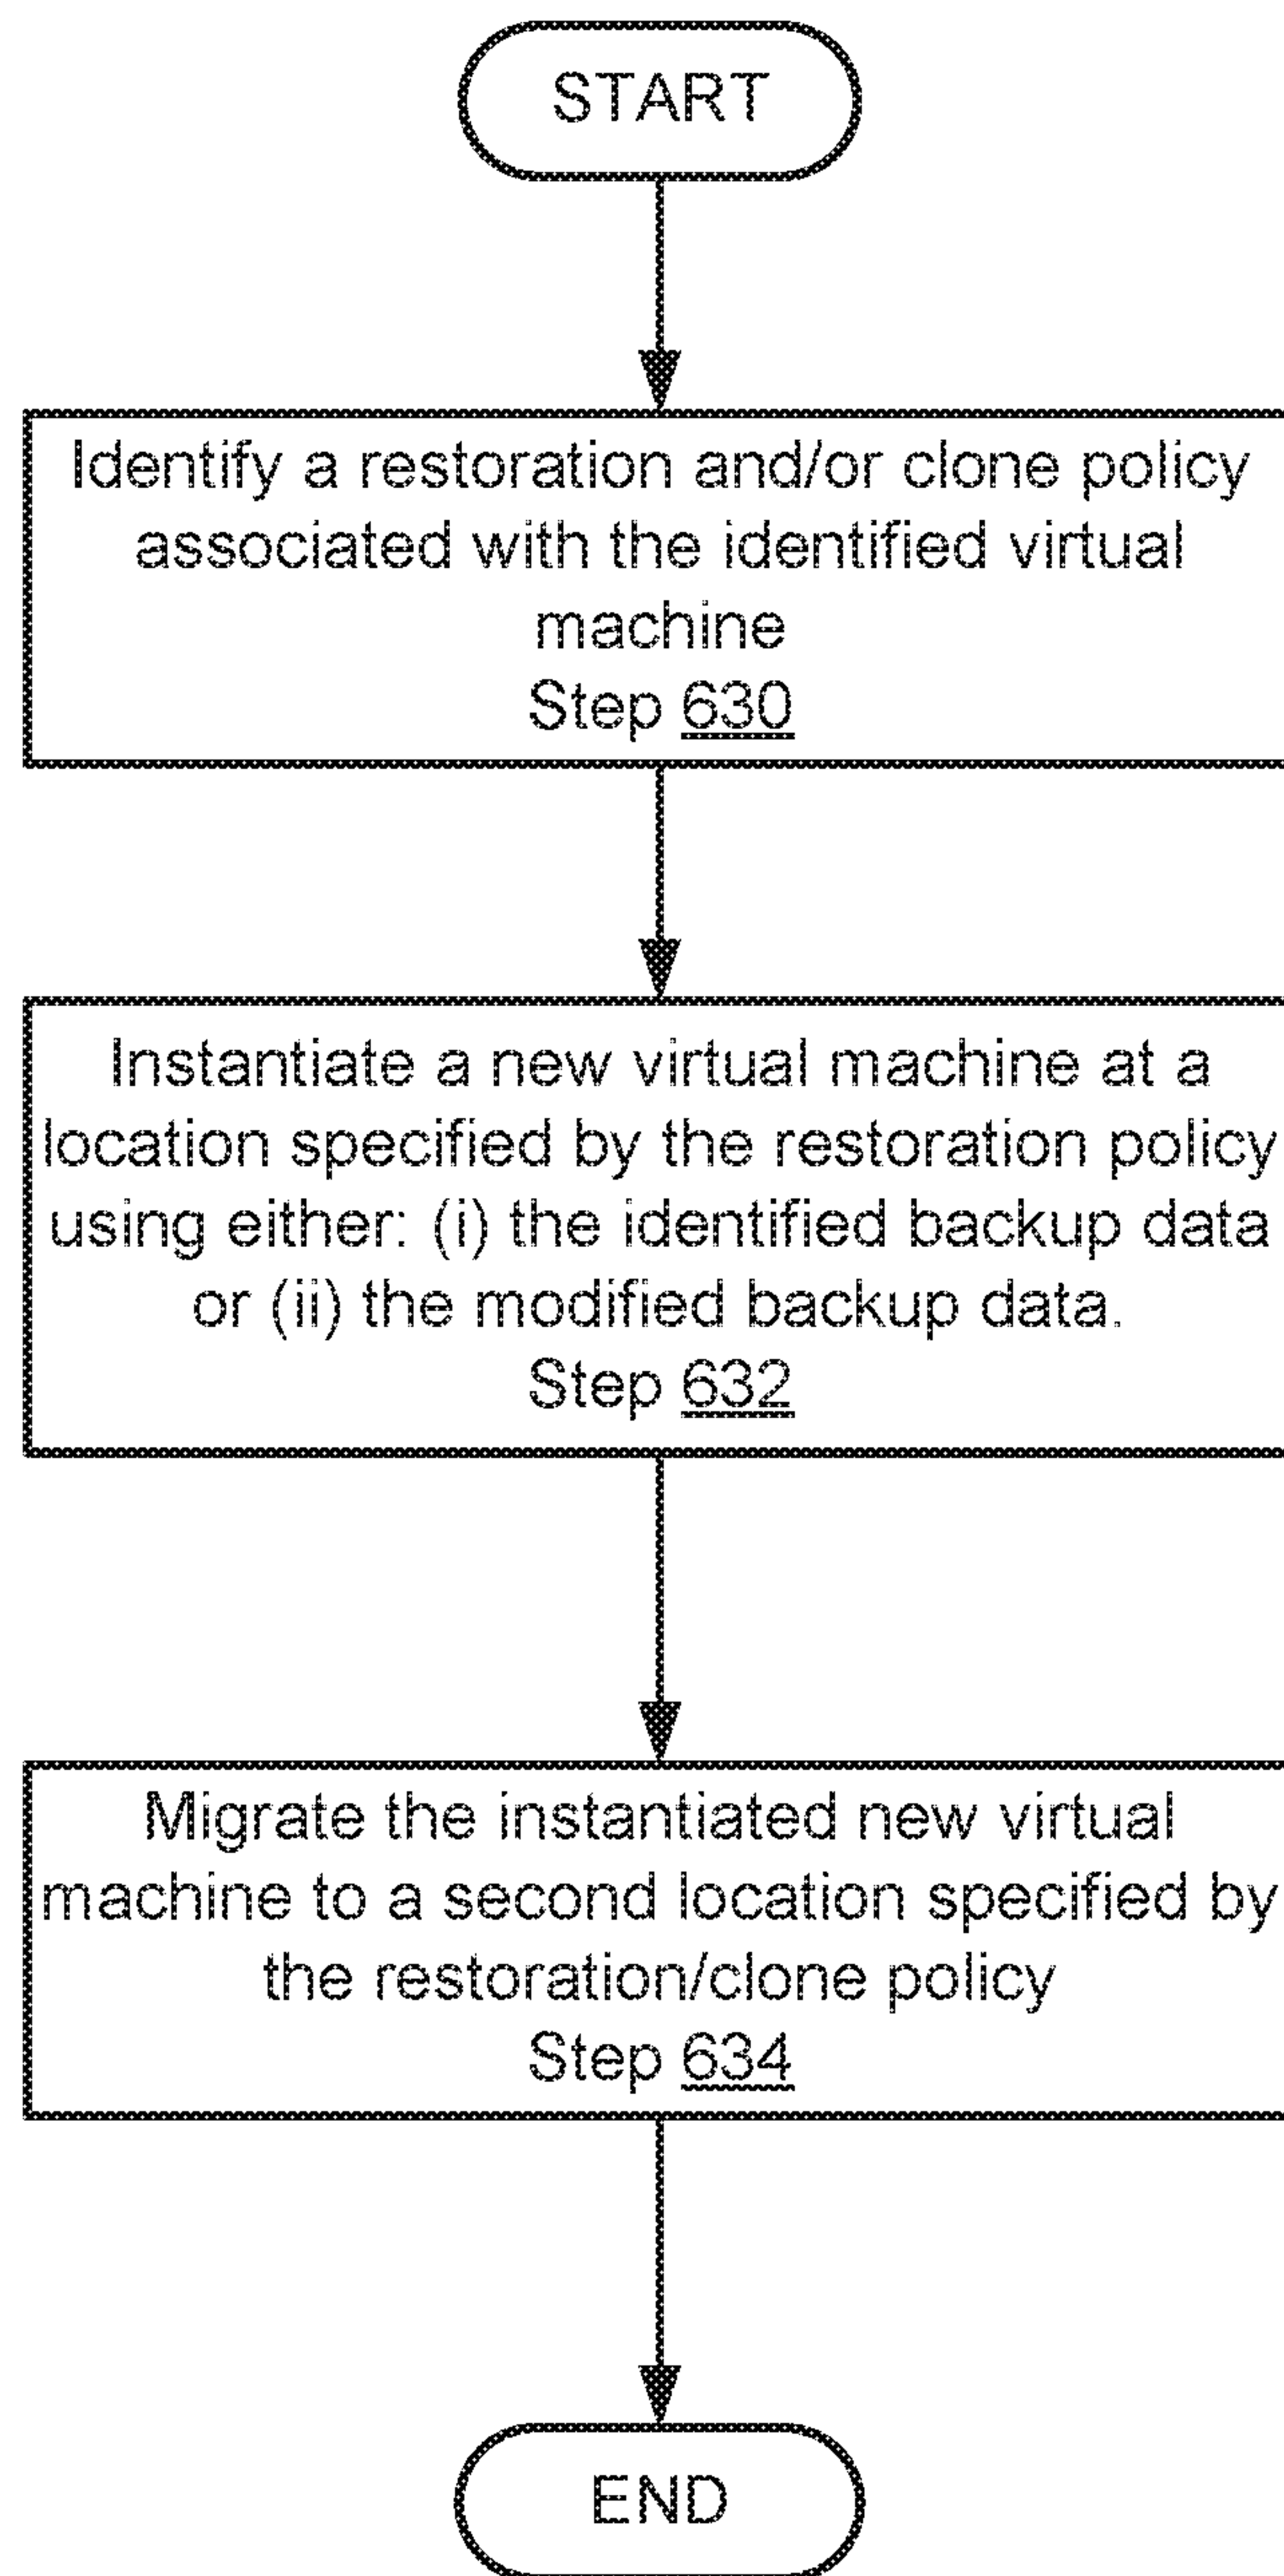 START
Identify a restoration and/or clone policy
associated with the identified virtual
machine
Step 630
Instantiate a new virtual machine at a
location specified by the restoration policy
using either: (i) the identified backup data
or (ii) the modified backup data.
Step 632
Migrate the instantiated new virtual
machine to a second location specified by
the restoration/clone policy
Step 634
END